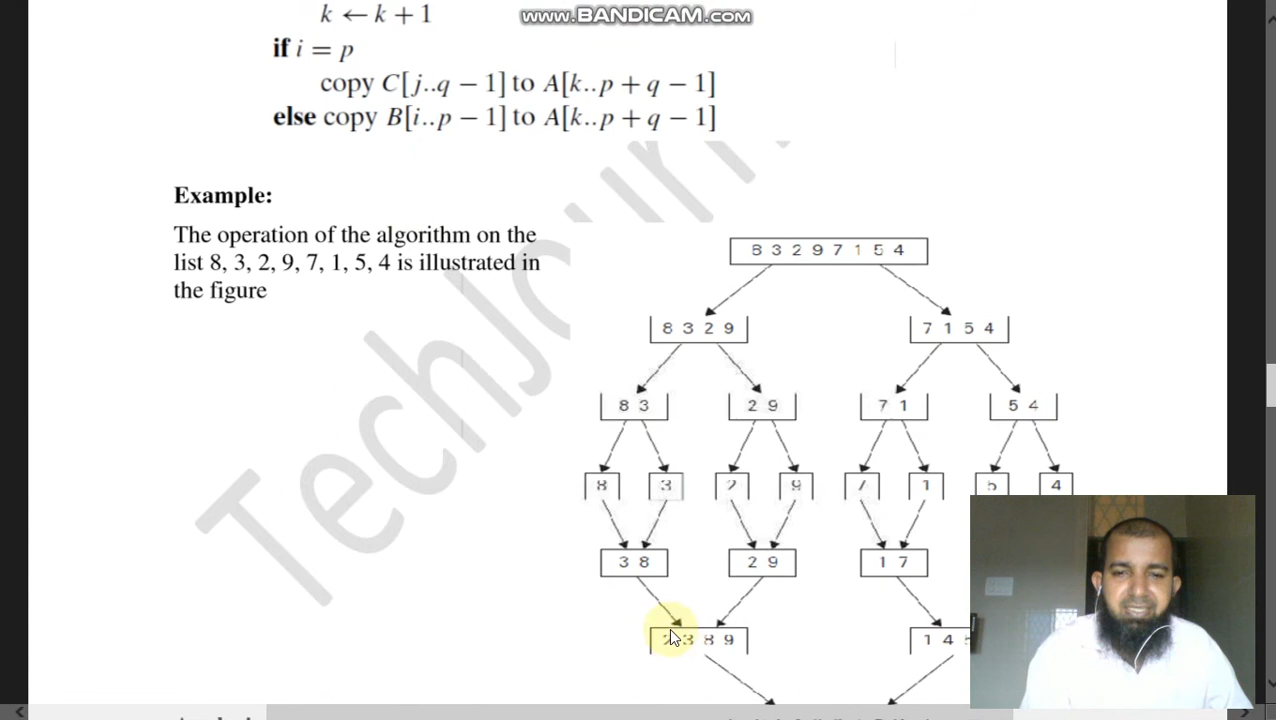 www.BANDICAM.com
k ← k + 1
if i = p
copy C[j..q − 1] to A[k..p + q − 1]
else copy B[i..p − 1] to A[k..p + q − 1]
Example:
The operation of the algorithm on the
list 8, 3, 2, 9, 7, 1, 5, 4 is illustrated in
the figure
8 3 2 9 7 1 5 4
8 3 2 9 7 1 5 4
8 3 2 9 7 1 5 4
8 3 2 9 7 1 5 4
3 8 2 9 1 7
2 3 8 9 1 4